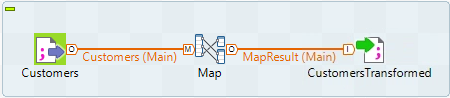 O Customers (Main) M O MapResult (Main) I
Customers Map CustomersTransformed